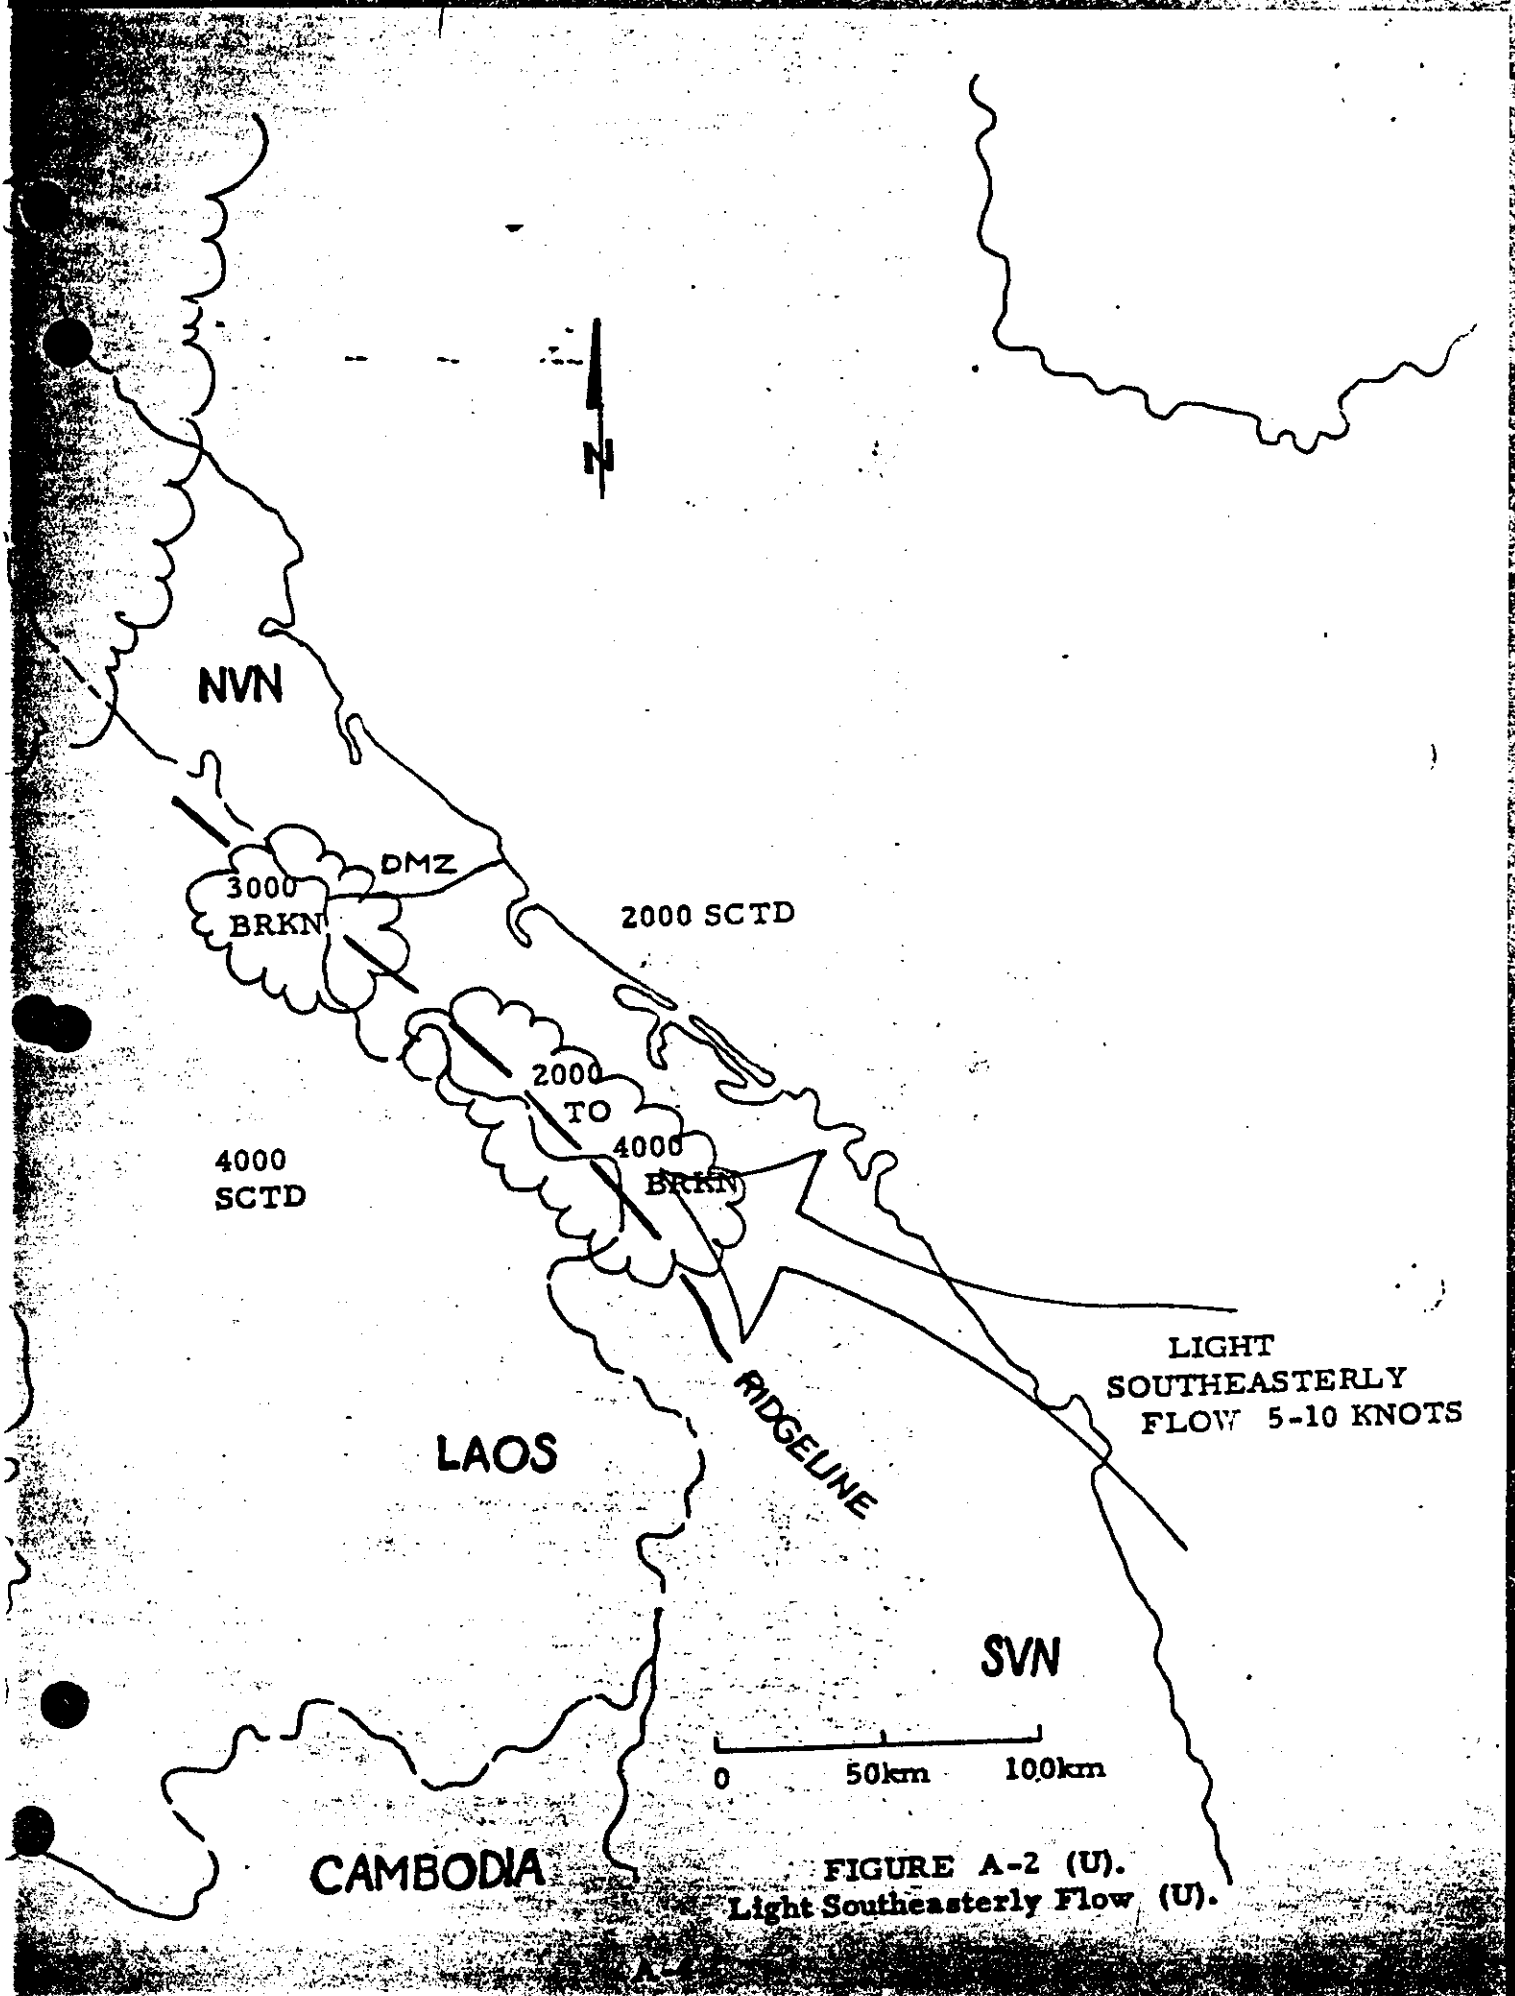 N
NVN
DMZ
3000
BRKN
2000 SCTD
2000
TO
4000
BRKN
4000
SCTD
LIGHT
SOUTHEASTERLY
FLOW 5-10 KNOTS
RIDGELINE
LAOS
SVN
0 50km 100km
CAMBODIA
FIGURE A-2 (U).
Light Southeasterly Flow (U).